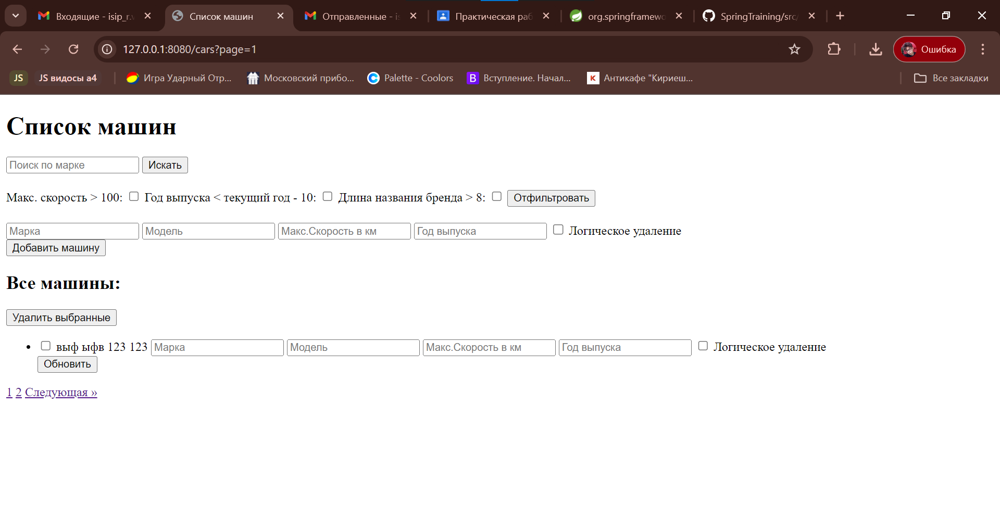 Входящие - isip_r.
Список машин
Отправленные - is
Практическая раб
org.springframewo
SpringTraining/src/
127.0.0.1:8080/cars?page=1
Ошибка
JS
JS видосы а4
Игра Ударный Отр...
Московский прибо...
Palette - Coolors
B
Вступление. Начал...
K
Антикафе "Кириеш...
Все закладки
Список машин
Поиск по марке Искать
Макс. скорость > 100: Год выпуска < текущий год - 10: Длина названия бренда > 8: Отфильтровать
Марка Модель Макс.Скорость в км Год выпуска Логическое удаление
Добавить машину
Все машины:
Удалить выбранные
• выф ыфв 123 123 Марка Модель Макс.Скорость в км Год выпуска Логическое удаление
Обновить
1 2 Следующая »